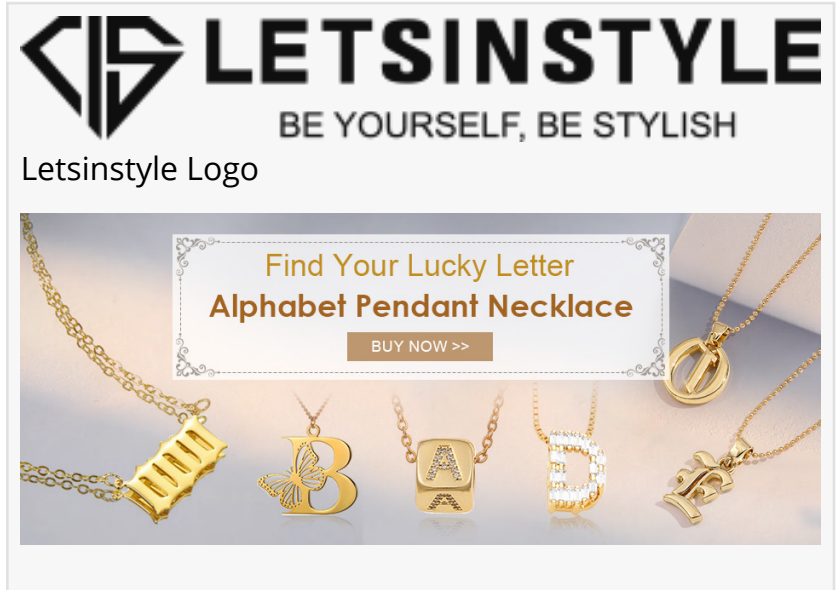 LETSINSTYLE
BE YOURSELF, BE STYLISH
Letsinstyle Logo
Find Your Lucky Letter
Alphabet Pendant Necklace
BUY NOW >>
B
A
A
D
F